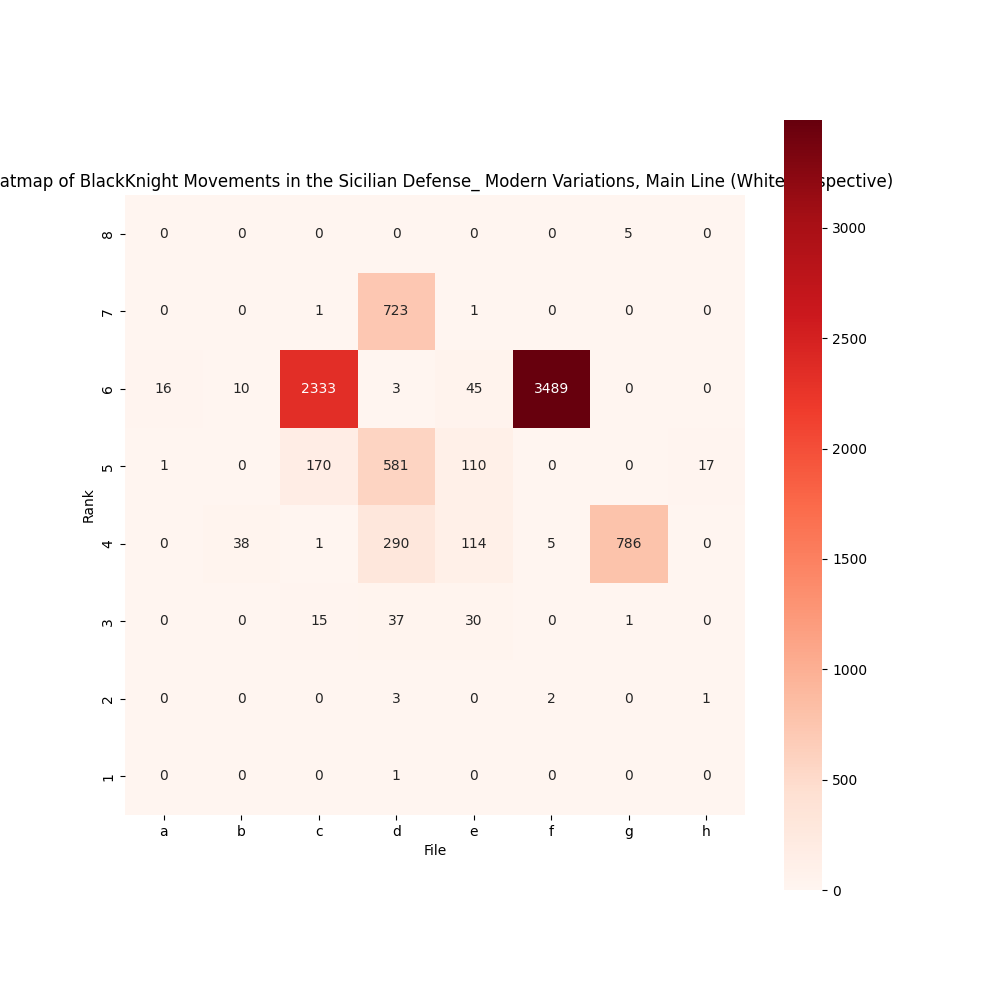 atmap of BlackKnight Movements in the Sicilian Defense_ Modern Variations, Main Line (White spective)
8 0 0 0 0 0 0 5 0
7 0 0 1 723 1 0 0 0
6 16 10 2333 3 45 3489 0 0
5 1 0 170 581 110 0 0 17
4 0 38 1 290 114 5 786 0
3 0 0 15 37 30 0 1 0
2 0 0 0 3 0 2 0 1
1 0 0 0 1 0 0 0 0
a b c d e f g h
File
Rank
3000
2500
2000
1500
1000
500
0